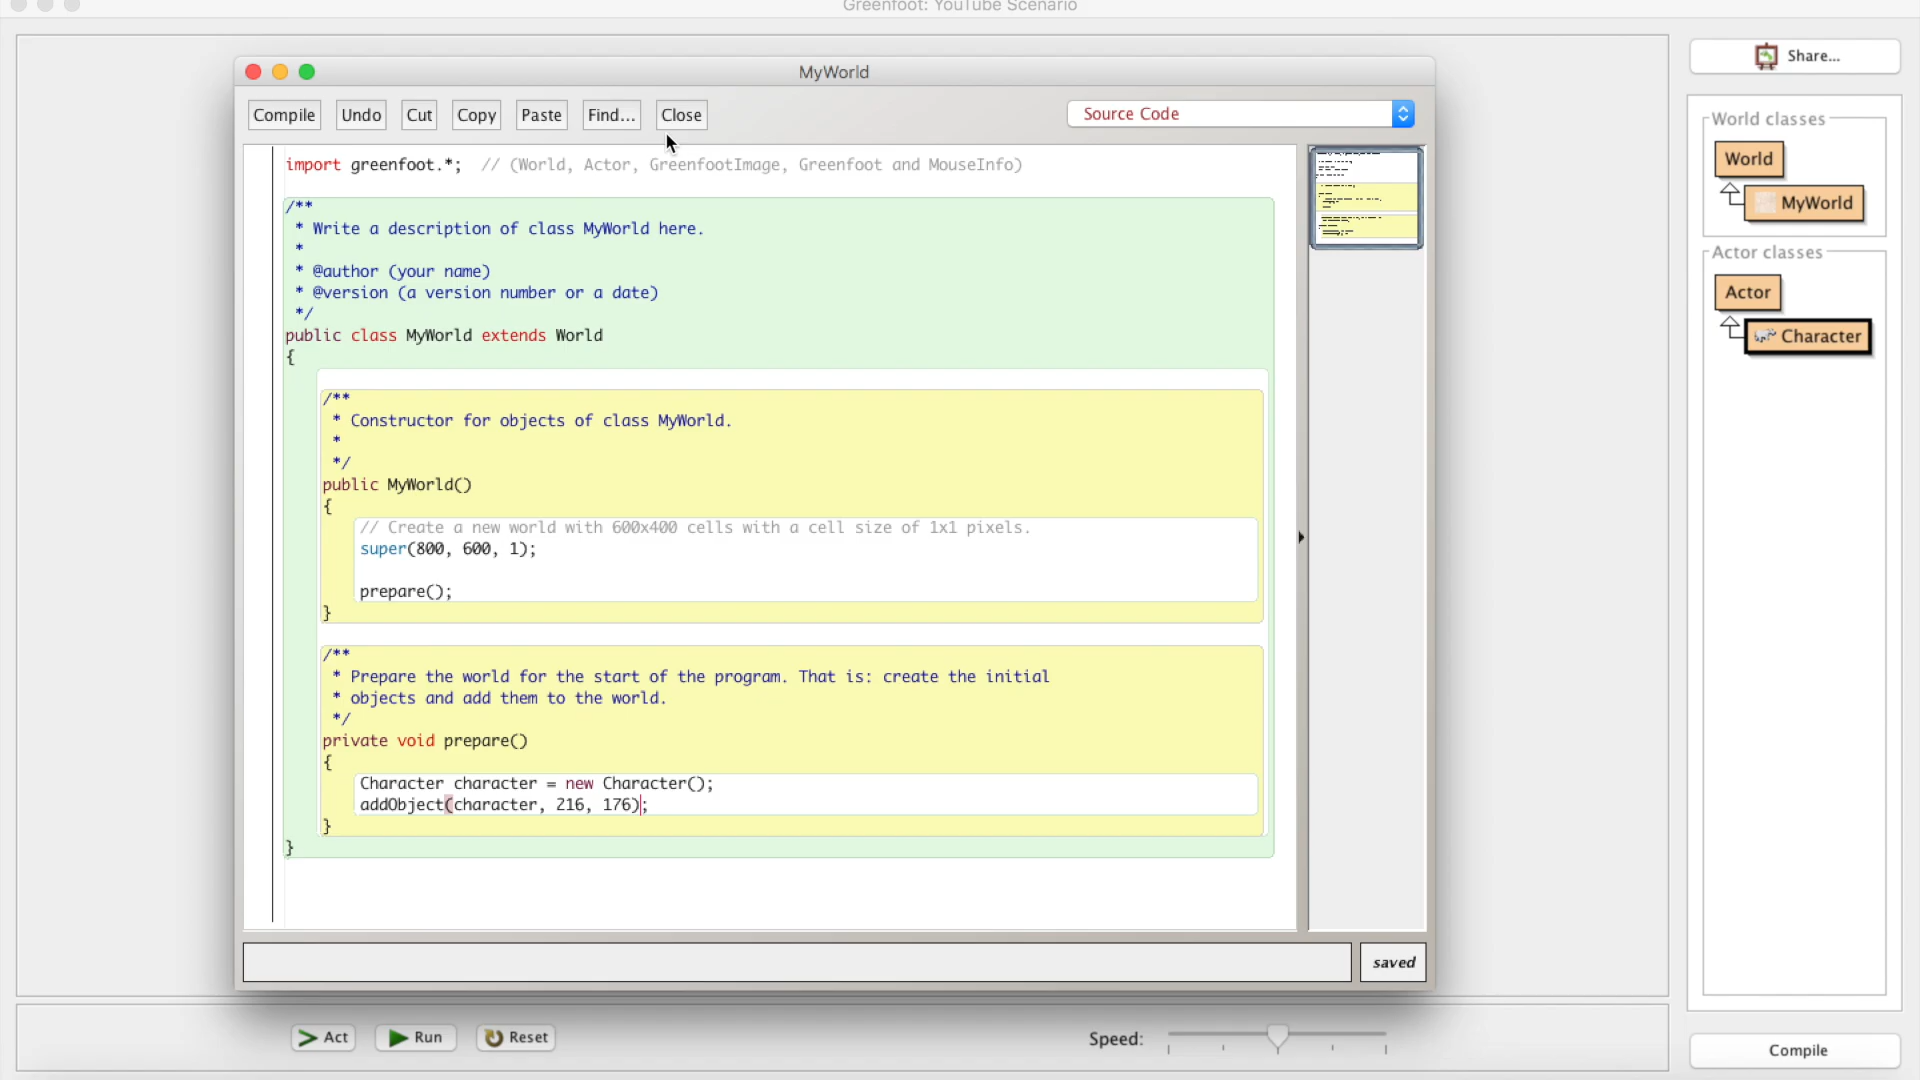 Greenfoot: YouTube Scenario
MyWorld
Share...
Compile Undo Cut Copy Paste Find... Close
Source Code
import greenfoot.*;  // (World, Actor, GreenfootImage, Greenfoot and MouseInfo)
/**
 * Write a description of class MyWorld here.
 *
 * @author (your name)
 * @version (a version number or a date)
 */
public class MyWorld extends World
{
/**
 * Constructor for objects of class MyWorld.
 *
 */
public MyWorld()
{
// Create a new world with 600x400 cells with a cell size of 1x1 pixels.
super(800, 600, 1);
prepare();
}
/**
 * Prepare the world for the start of the program. That is: create the initial
 * objects and add them to the world.
 */
private void prepare()
{
Character character = new Character();
addObject(character, 216, 176);
}
}
saved
World classes
World
MyWorld
Actor classes
Actor
Character
Act
Run
Reset
Speed:
Compile